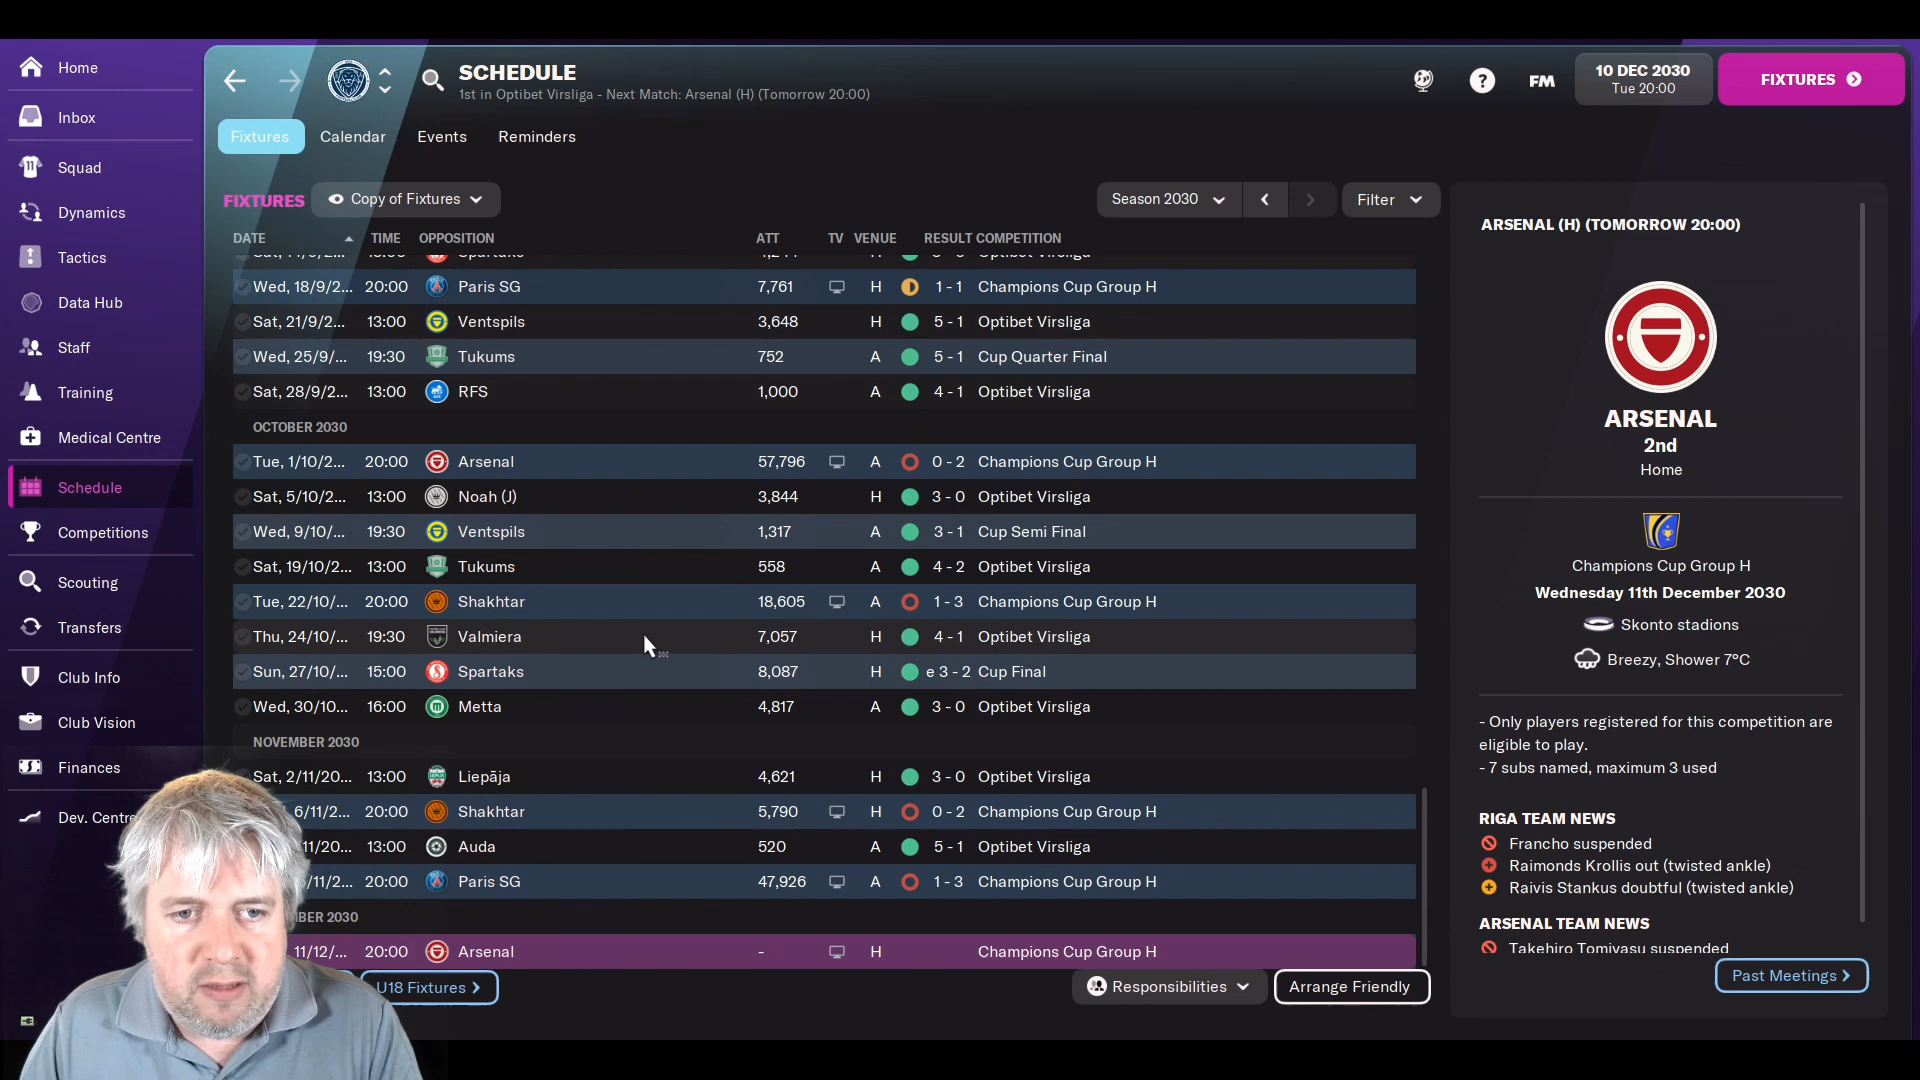 Home
Inbox
Squad
Dynamics
Tactics
Data Hub
Staff
Training
Medical Centre
Schedule
Competitions
Scouting
Transfers
Club Info
Club Vision
Finances
Dev. Centre
SCHEDULE
1st in Optibet Virsliga - Next Match: Arsenal (H) (Tomorrow 20:00)
FM
10 DEC 2030
Tue 20:00
FIXTURES
Fixtures Calendar Events Reminders
FIXTURES Copy of Fixtures Season 2030 Filter
DATE TIME OPPOSITION ATT TV VENUE RESULT COMPETITION
Wed, 18/9/2... 20:00 Paris SG 7,761 H 1 - 1 Champions Cup Group H
Sat, 21/9/2... 13:00 Ventspils 3,648 H 5 - 1 Optibet Virsliga
Wed, 25/9/... 19:30 Tukums 752 A 5 - 1 Cup Quarter Final
Sat, 28/9/2... 13:00 RFS 1,000 A 4 - 1 Optibet Virsliga
OCTOBER 2030
Tue, 1/10/2... 20:00 Arsenal 57,796 A 0 - 2 Champions Cup Group H
Sat, 5/10/2... 13:00 Noah (J) 3,844 H 3 - 0 Optibet Virsliga
Wed, 9/10/... 19:30 Ventspils 1,317 A 3 - 1 Cup Semi Final
Sat, 19/10/2... 13:00 Tukums 558 A 4 - 2 Optibet Virsliga
Tue, 22/10/... 20:00 Shakhtar 18,605 A 1 - 3 Champions Cup Group H
Thu, 24/10/... 19:30 Valmiera 7,057 H 4 - 1 Optibet Virsliga
Sun, 27/10/... 15:00 Spartaks 8,087 H e 3 - 2 Cup Final
Wed, 30/10... 16:00 Metta 4,817 A 3 - 0 Optibet Virsliga
NOVEMBER 2030
Sat, 2/11/20... 13:00 Liepāja 4,621 H 3 - 0 Optibet Virsliga
6/11/2... 20:00 Shakhtar 5,790 H 0 - 2 Champions Cup Group H
11/20... 13:00 Auda 520 A 5 - 1 Optibet Virsliga
/11/2... 20:00 Paris SG 47,926 A 1 - 3 Champions Cup Group H
BER 2030
11/12/... 20:00 Arsenal - H Champions Cup Group H
U18 Fixtures Responsibilities Arrange Friendly
ARSENAL (H) (TOMORROW 20:00)
ARSENAL
2nd
Home
Champions Cup Group H
Wednesday 11th December 2030
Skonto stadions
Breezy, Shower 7°C
- Only players registered for this competition are
eligible to play.
- 7 subs named, maximum 3 used
RIGA TEAM NEWS
Francho suspended
Raimonds Krollis out (twisted ankle)
Raivis Stankus doubtful (twisted ankle)
ARSENAL TEAM NEWS
Takehiro Tomiyasu suspended
Past Meetings